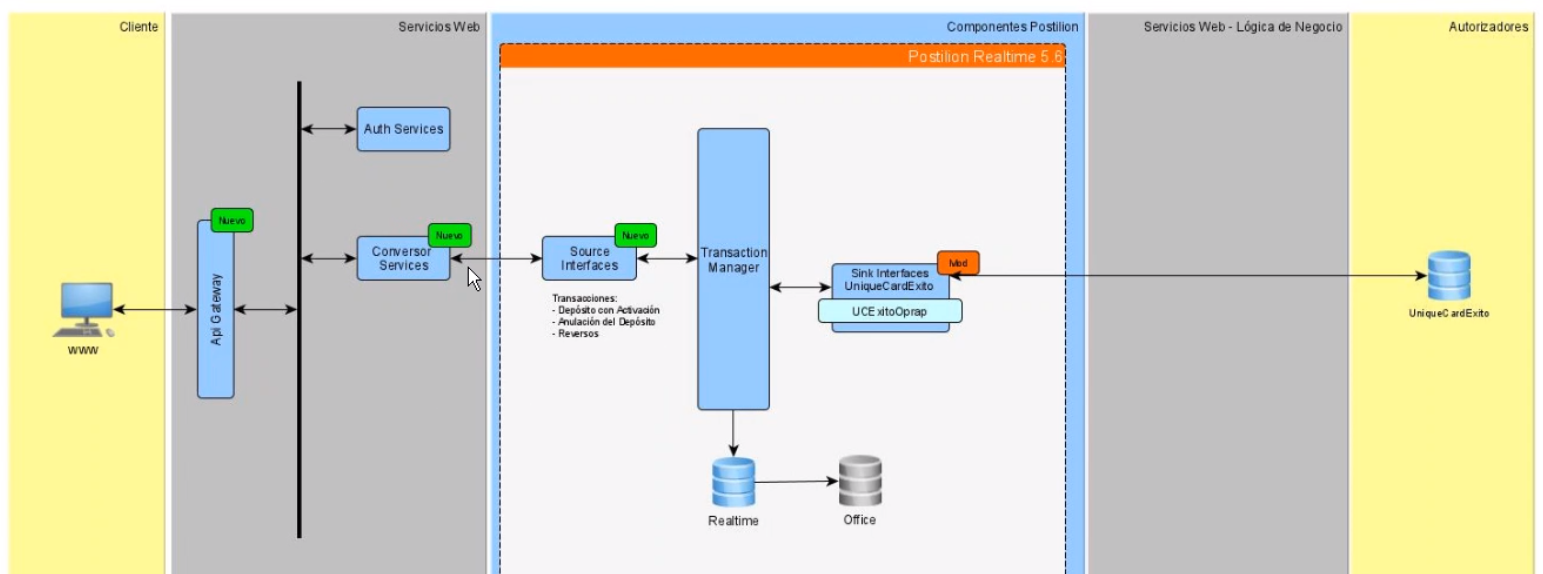 Cliente
Servicios Web
Componentes Postilion
Servicios Web - Lógica de Negocio
Autorizadores
Postilion Realtime 5.6
Auth Services
Nuevo
Api Gateway
Nuevo
Conversor
Services
Nuevo
Source
Interfaces
Transacciones:
- Depósito con Activación
- Anulación del Depósito
- Reversos
Transaction
Manager
Mod
Sink Interfaces
UniqueCardExito
UCExitoOprap
UniqueCardExito
www
Realtime
Office